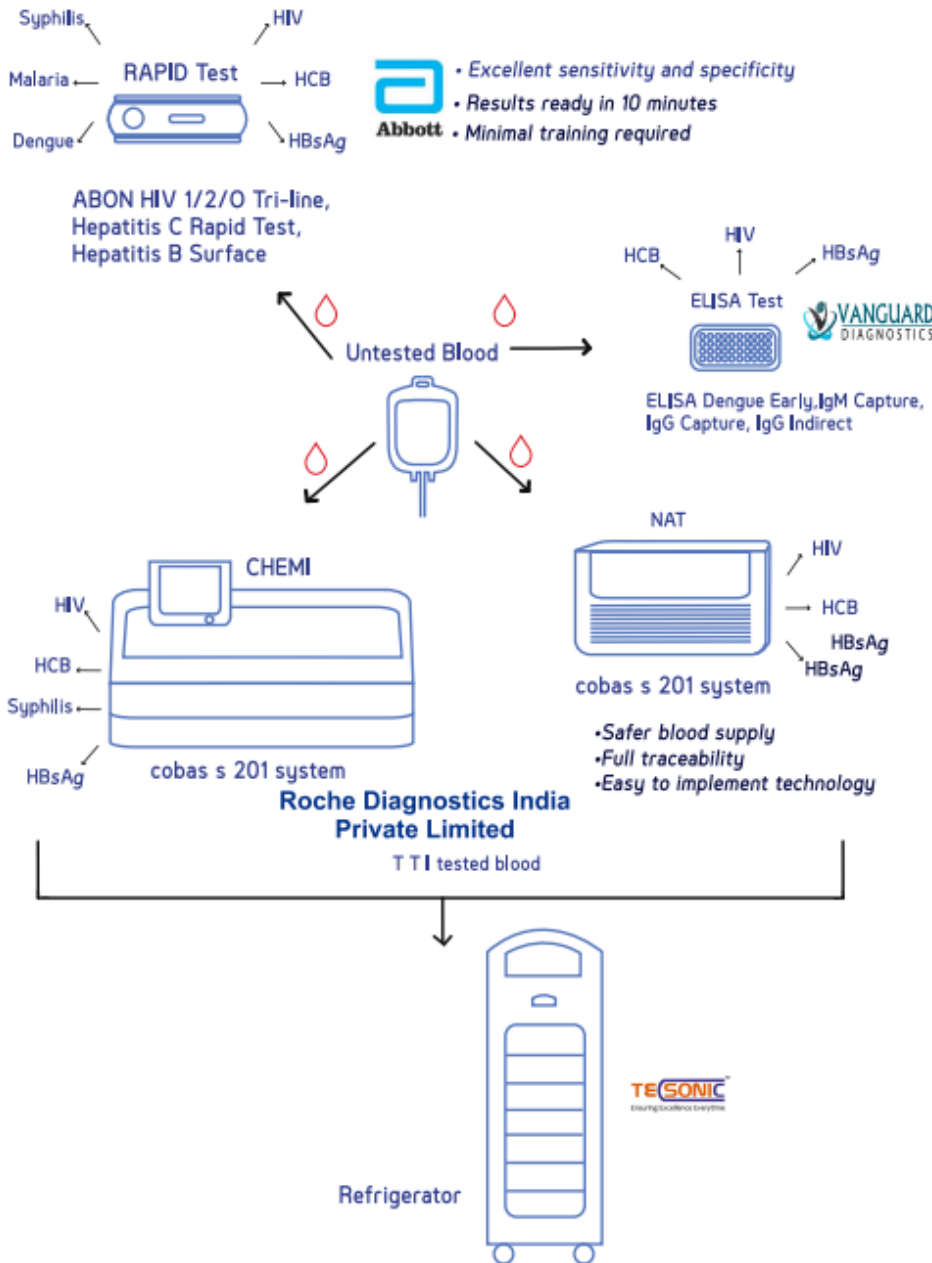 Syphilis
HIV
RAPID Test
Malaria
HCB
Dengue
HBsAg
Abbott
• Excellent sensitivity and specificity
• Results ready in 10 minutes
• Minimal training required
ABON HIV 1/2/O Tri-line,
Hepatitis C Rapid Test,
Hepatitis B Surface
HCB
HIV
HBsAg
ELISA Test
VANGUARD
DIAGNOSTICS
ELISA Dengue Early,IgM Capture,
IgG Capture, IgG Indirect
Untested Blood
CHEMI
HIV
HCB
Syphilis
HBsAg
cobas s 201 system
NAT
HIV
HCB
HBsAg
HBsAg
cobas s 201 system
•Safer blood supply
•Full traceability
•Easy to implement technology
Roche Diagnostics India
Private Limited
T T I tested blood
TECSONIC
Ensuring Excellence Everytime
Refrigerator